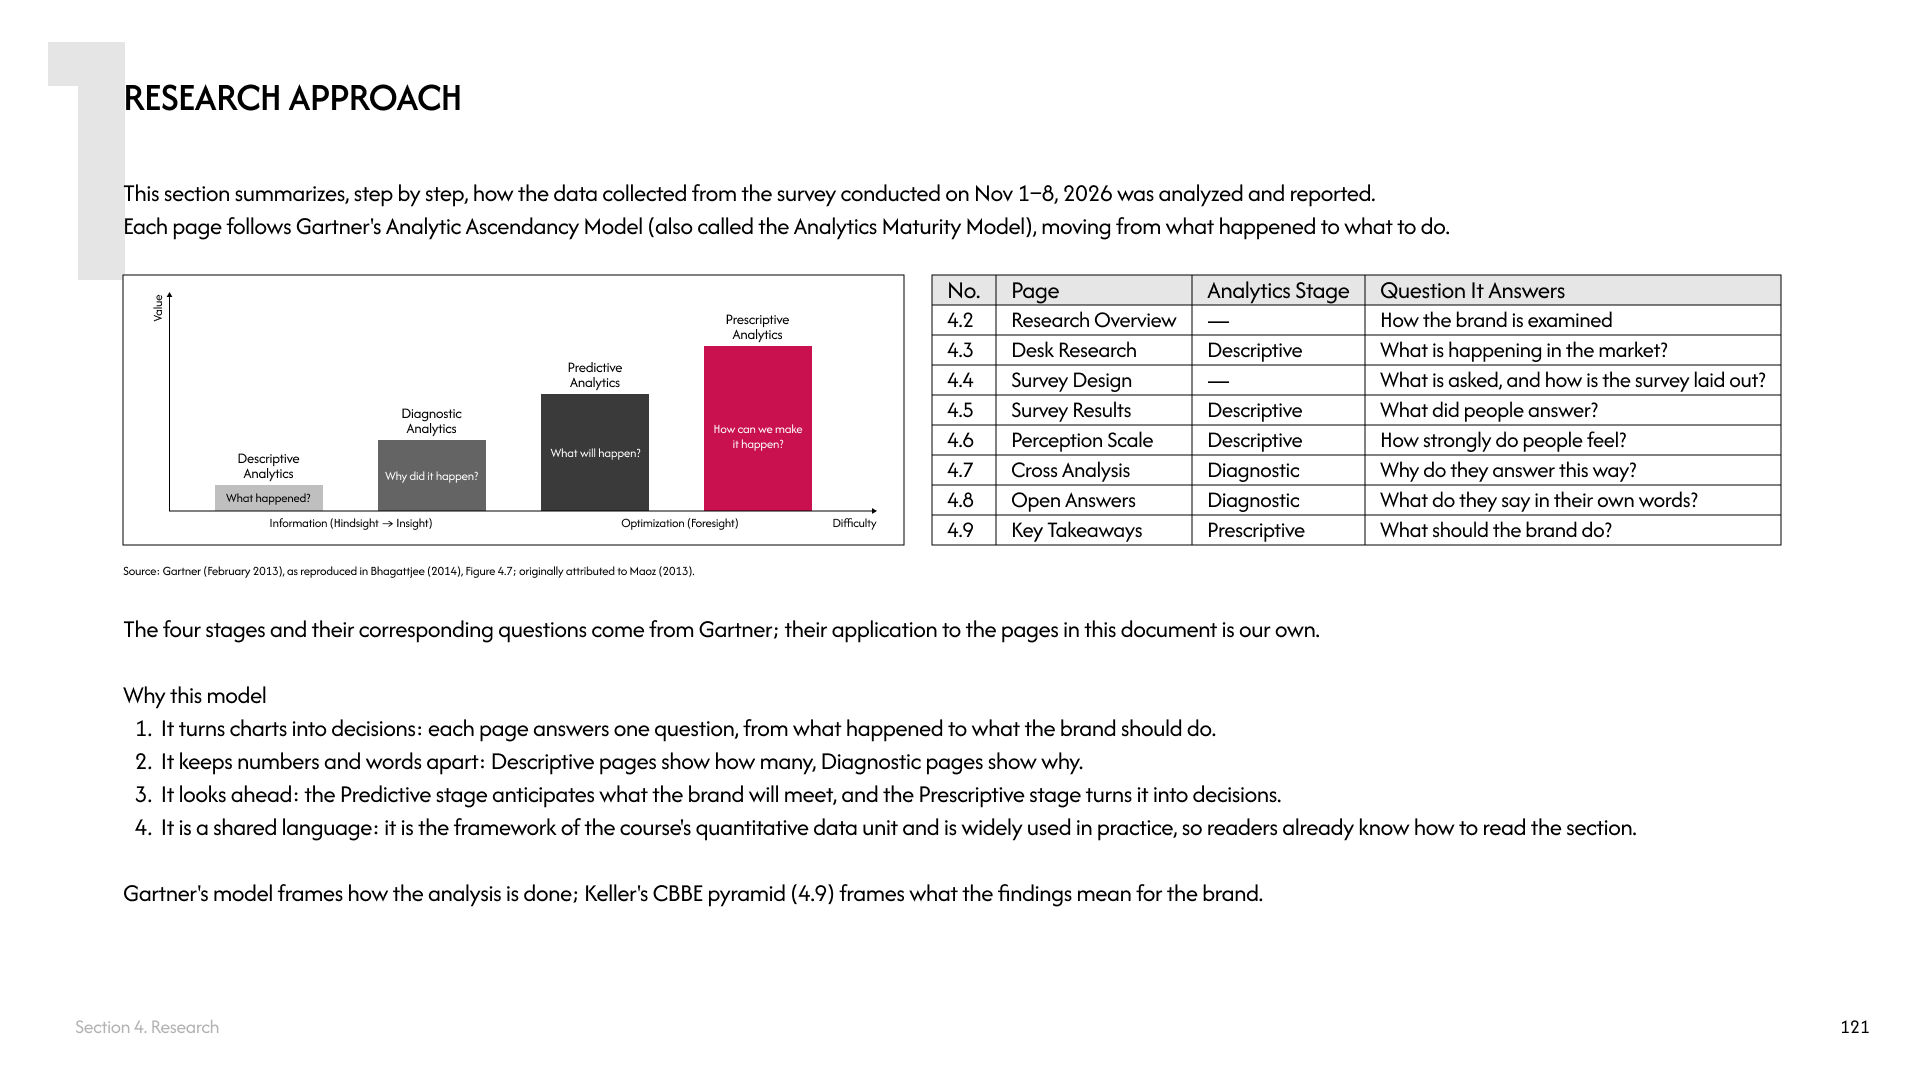 1
RESEARCH APPROACH
This section summarizes, step by step, how the data collected from the survey conducted on Nov 1–8, 2026 was analyzed and reported.
Each page follows Gartner's Analytic Ascendancy Model (also called the Analytics Maturity Model), moving from what happened to what to do.
Value
Descriptive
Analytics
What happened?
Diagnostic
Analytics
Why did it happen?
Predictive
Analytics
What will happen?
Prescriptive
Analytics
How can we make
it happen?
Information (Hindsight → Insight)
Optimization (Foresight)
Difficulty
No. Page Analytics Stage Question It Answers
4.2 Research Overview — How the brand is examined
4.3 Desk Research Descriptive What is happening in the market?
4.4 Survey Design — What is asked, and how is the survey laid out?
4.5 Survey Results Descriptive What did people answer?
4.6 Perception Scale Descriptive How strongly do people feel?
4.7 Cross Analysis Diagnostic Why do they answer this way?
4.8 Open Answers Diagnostic What do they say in their own words?
4.9 Key Takeaways Prescriptive What should the brand do?
Source: Gartner (February 2013), as reproduced in Bhagattjee (2014), Figure 4.7; originally attributed to Maoz (2013).
The four stages and their corresponding questions come from Gartner; their application to the pages in this document is our own.
Why this model
1. It turns charts into decisions: each page answers one question, from what happened to what the brand should do.
2. It keeps numbers and words apart: Descriptive pages show how many, Diagnostic pages show why.
3. It looks ahead: the Predictive stage anticipates what the brand will meet, and the Prescriptive stage turns it into decisions.
4. It is a shared language: it is the framework of the course's quantitative data unit and is widely used in practice, so readers already know how to read the section.
Gartner's model frames how the analysis is done; Keller's CBBE pyramid (4.9) frames what the findings mean for the brand.
Section 4. Research
121